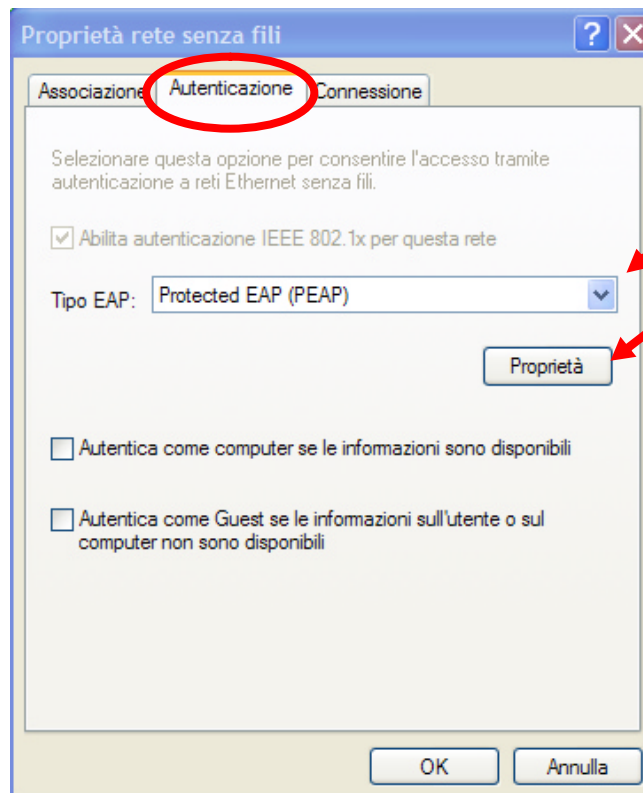 Proprietà rete senza fili
Associazione Autenticazione Connessione
Selezionare questa opzione per consentire l'accesso tramite
autenticazione a reti Ethernet senza fili.
Abilita autenticazione IEEE 802.1x per questa rete
Tipo EAP: Protected EAP (PEAP)
Proprietà
Autentica come computer se le informazioni sono disponibili
Autentica come Guest se le informazioni sull'utente o sul
computer non sono disponibili
OK Annulla